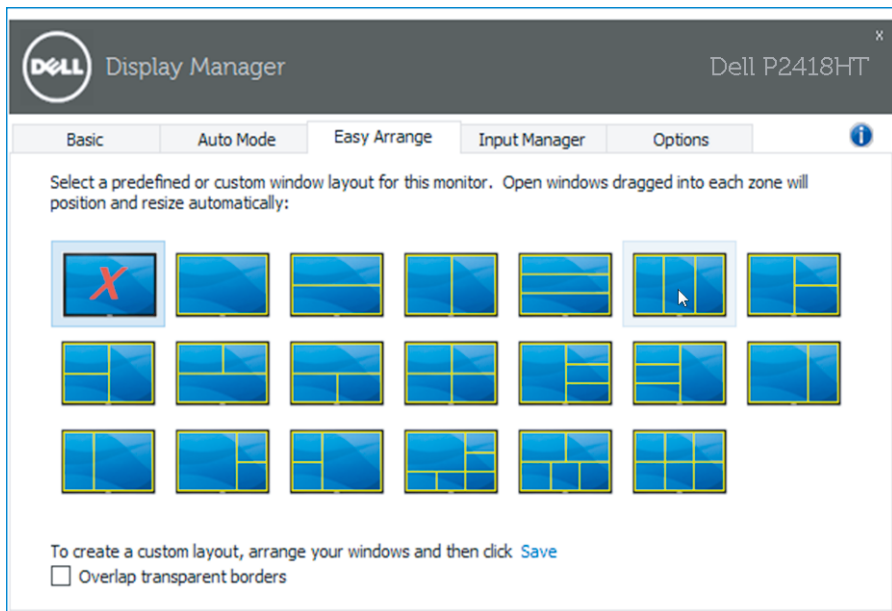 DELL Display Manager Dell P2418HT x
Basic Auto Mode Easy Arrange Input Manager Options i
Select a predefined or custom window layout for this monitor. Open windows dragged into each zone will
position and resize automatically:
X
To create a custom layout, arrange your windows and then click Save
Overlap transparent borders